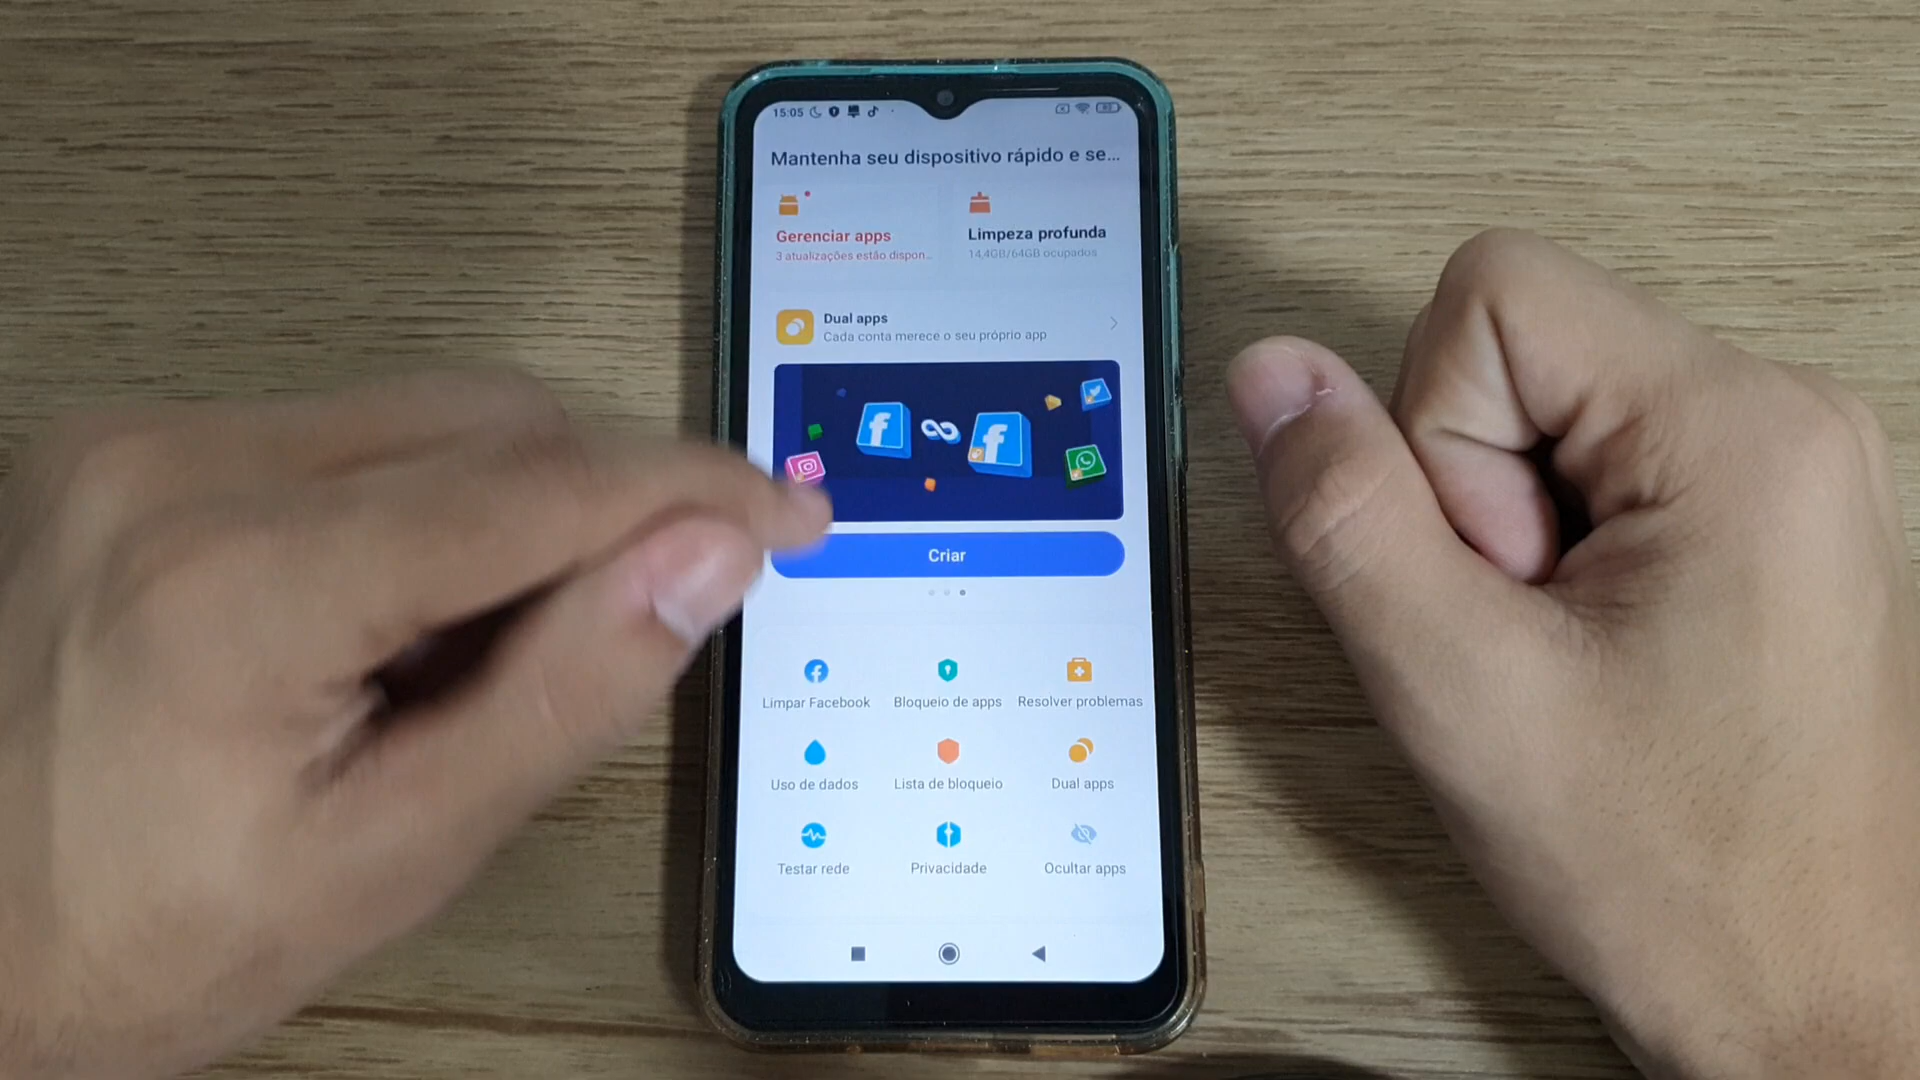 15:05
Mantenha seu dispositivo rápido e se...
Gerenciar apps
3 atualizações estão dispon...
Limpeza profunda
14,4GB/64GB ocupados
Dual apps
Cada conta merece o seu próprio app
Criar
Limpar Facebook
Bloqueio de apps
Resolver problemas
Uso de dados
Lista de bloqueio
Dual apps
Testar rede
Privacidade
Ocultar apps